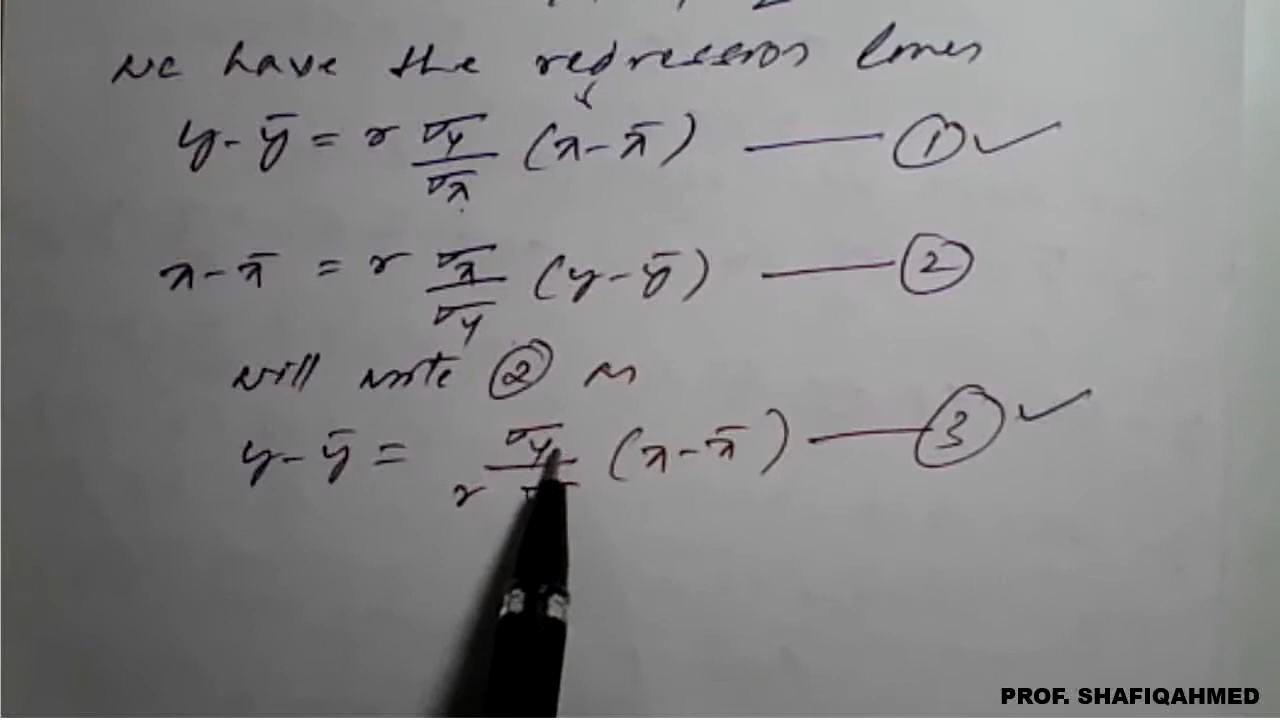 We have the regression lines
y - ȳ = r σy/σx (x - x̄) —— ①✓
x - x̄ = r σx/σy (y - ȳ) —— ②
Will write ② as
y - ȳ = σy/r σ (x - x̄) —— ③✓
PROF. SHAFIQAHMED